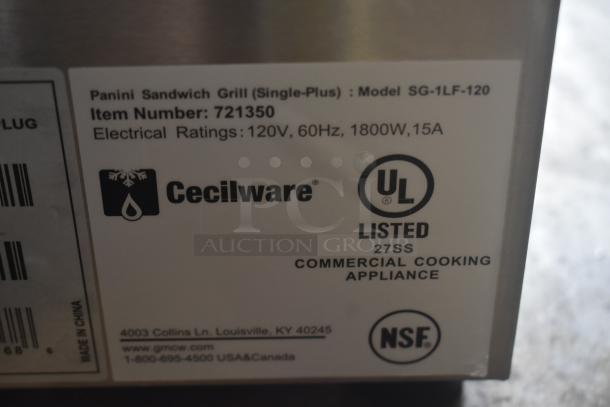 Panini Sandwich Grill (Single-Plus) : Model SG-1LF-120
Item Number: 721350
Electrical Ratings: 120V, 60Hz, 1800W, 15A
PLUG
Cecilware®
UL®
LISTED
27SS
COMMERCIAL COOKING
APPLIANCE
PCI
AUCTION GROUP
MADE IN CHINA
4003 Collins Ln. Louisville, KY 40245
www.gmcw.com
1-800-695-4500 USA&Canada
NSF®
68